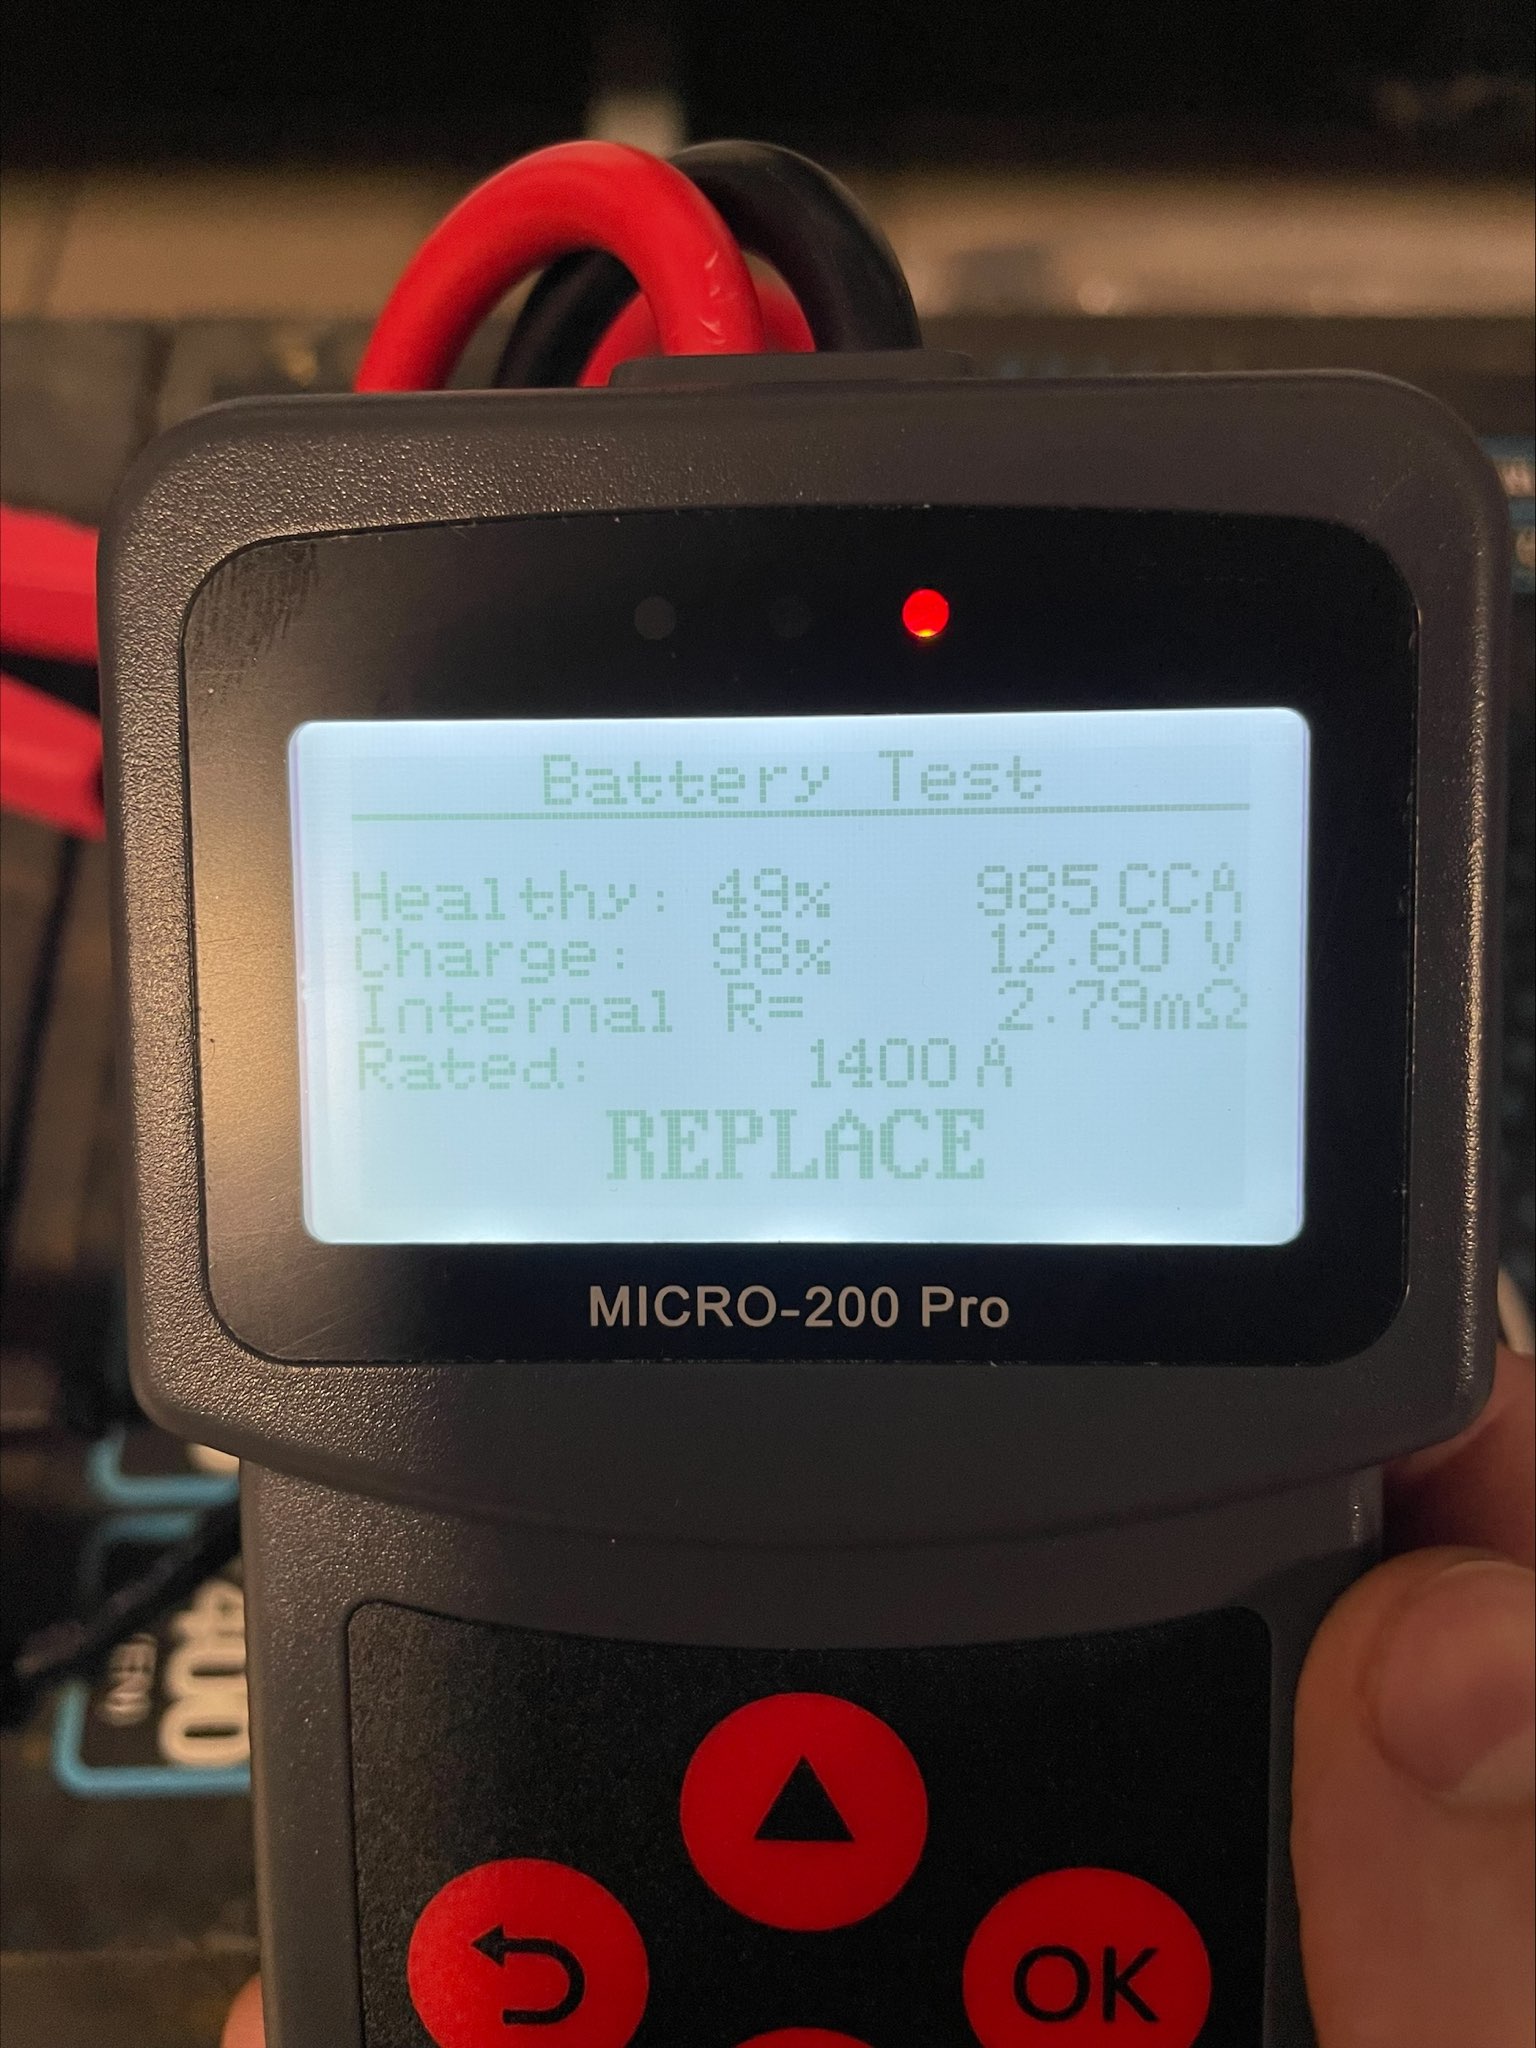 Battery Test
Healthy: 49% 985 CCA
Charge: 98% 12.60 V
Internal R= 2.79mΩ
Rated: 1400 A
REPLACE
MICRO-200 Pro
OK